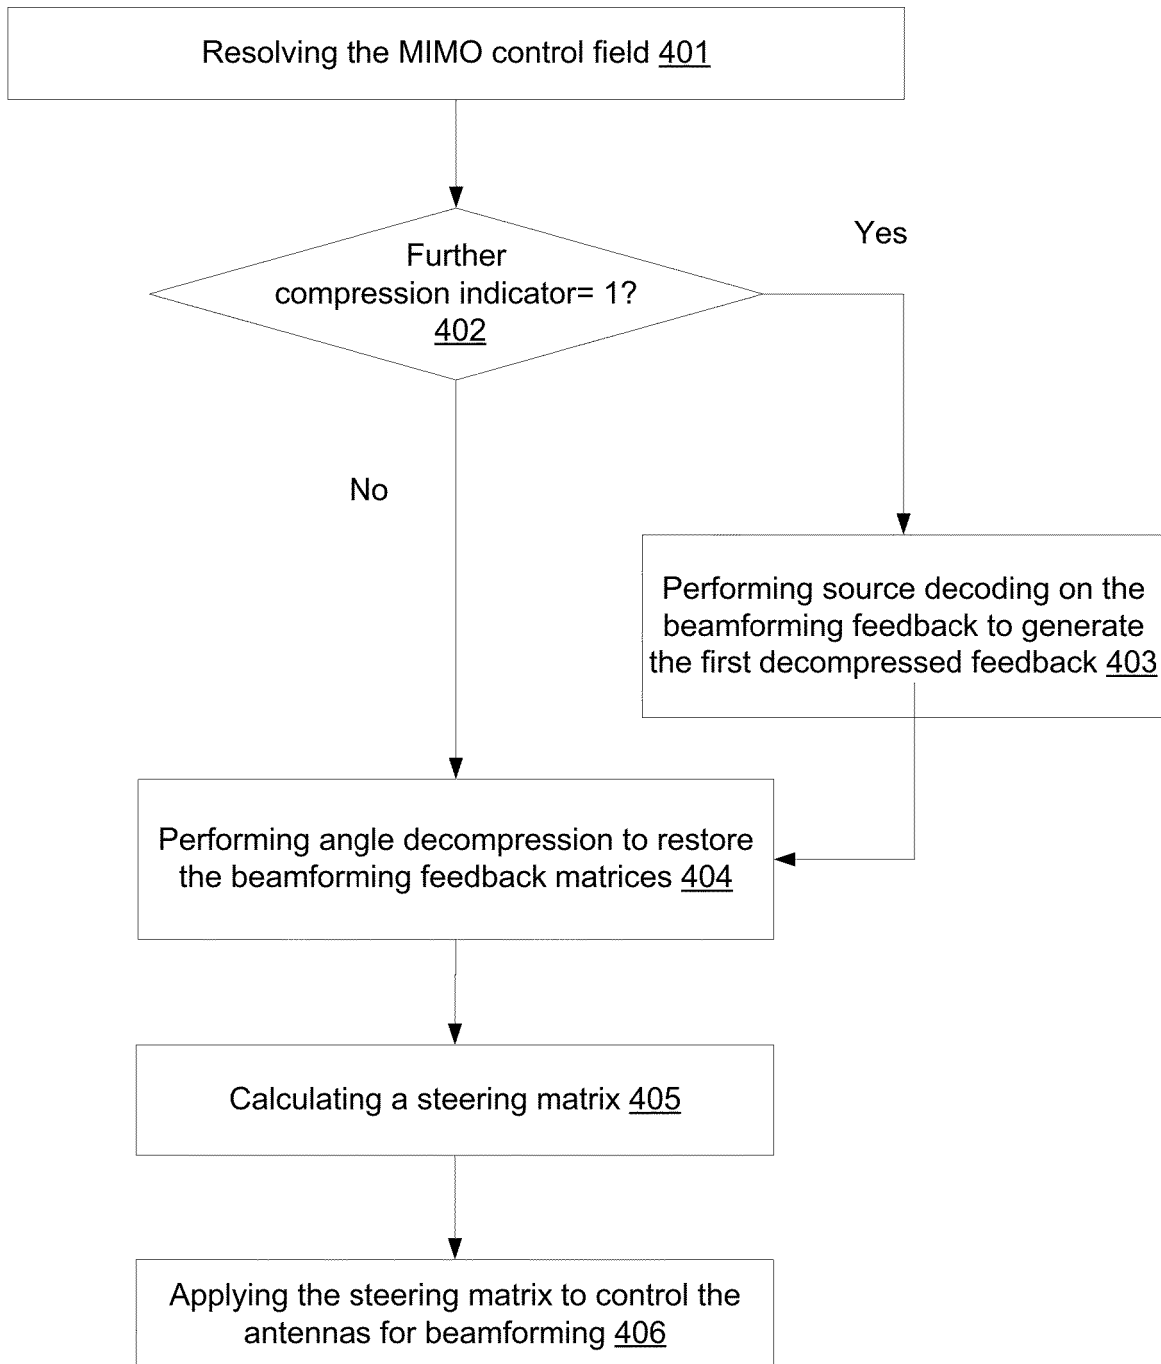 Resolving the MIMO control field 401
Further
compression indicator= 1?
402
Yes
No
Performing source decoding on the
beamforming feedback to generate
the first decompressed feedback 403
Performing angle decompression to restore
the beamforming feedback matrices 404
Calculating a steering matrix 405
Applying the steering matrix to control the
antennas for beamforming 406